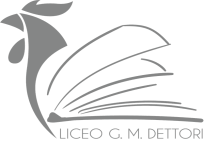 LICEO G. M. DETTORI